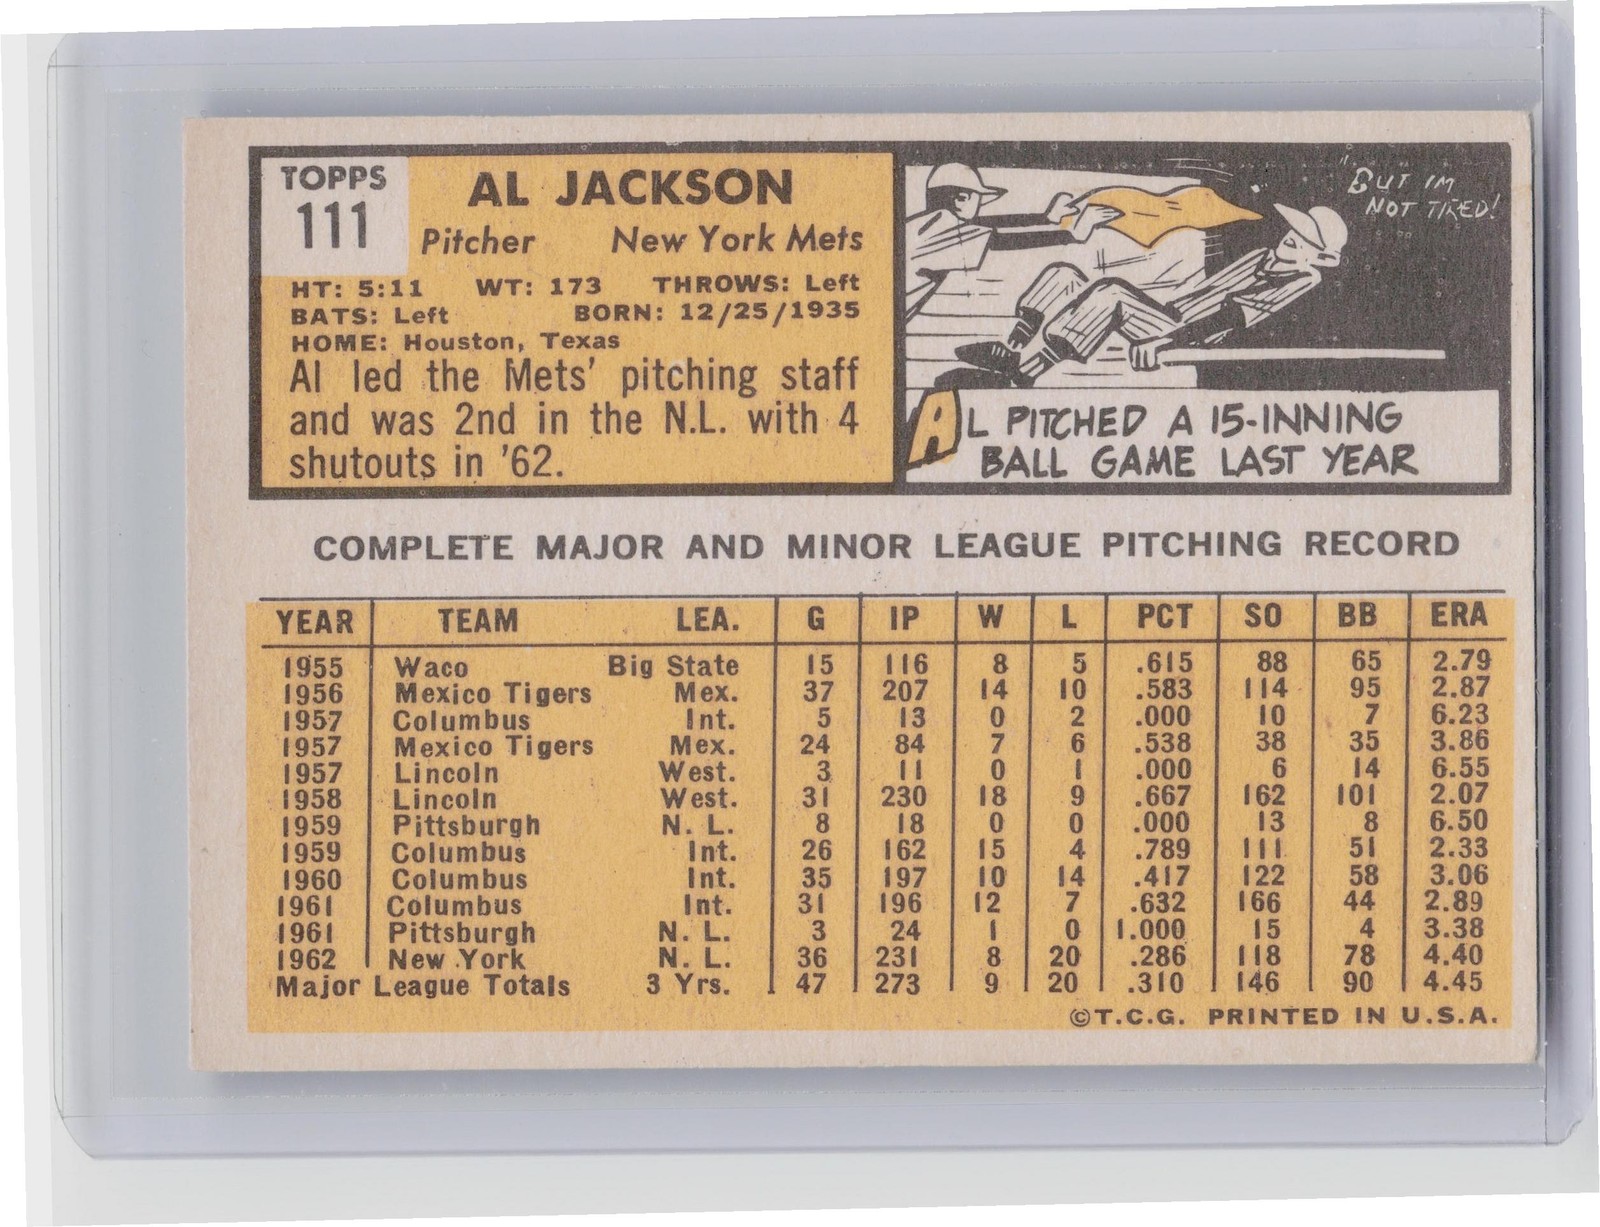 TOPPS
111
AL JACKSON
Pitcher New York Mets
HT: 5:11 WT: 173 THROWS: Left
BATS: Left BORN: 12/25/1935
HOME: Houston, Texas
Al led the Mets' pitching staff
and was 2nd in the N.L. with 4
shutouts in '62.
"BUT IM
NOT TIRED!
AL PITCHED A 15-INNING
BALL GAME LAST YEAR
COMPLETE MAJOR AND MINOR LEAGUE PITCHING RECORD
YEAR TEAM LEA. G IP W L PCT SO BB ERA
1955 Waco Big State 15 116 8 5 .615 88 65 2.79
1956 Mexico Tigers Mex. 37 207 14 10 .583 114 95 2.87
1957 Columbus Int. 5 13 0 2 .000 10 7 6.23
1957 Mexico Tigers Mex. 24 84 7 6 .538 38 35 3.86
1957 Lincoln West. 3 11 0 1 .000 6 14 6.55
1958 Lincoln West. 31 230 18 9 .667 162 101 2.07
1959 Pittsburgh N. L. 8 18 0 0 .000 13 8 6.50
1959 Columbus Int. 26 162 15 4 .789 111 51 2.33
1960 Columbus Int. 35 197 10 14 .417 122 58 3.06
1961 Columbus Int. 31 196 12 7 .632 166 44 2.89
1961 Pittsburgh N. L. 3 24 1 0 1.000 15 4 3.38
1962 New York N. L. 36 231 8 20 .286 118 78 4.40
Major League Totals 3 Yrs. 47 273 9 20 .310 146 90 4.45
©T.C.G. PRINTED IN U.S.A.